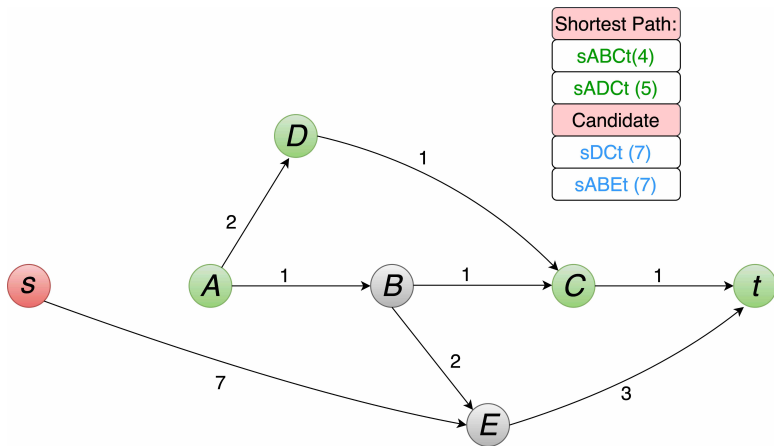 Shortest Path:
sABCt(4)
sADCt (5)
Candidate
sDCt (7)
sABEt (7)
D
1
2
s
A
1
B
1
C
1
t
2
7
3
E